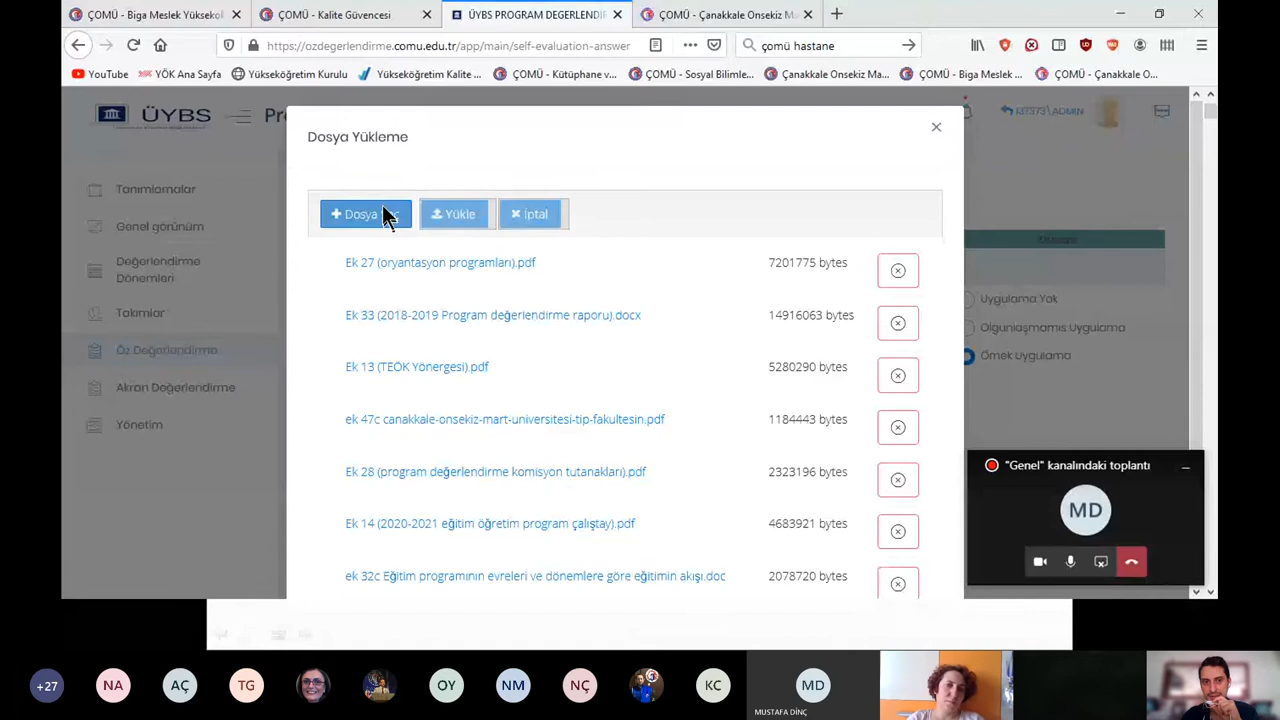 ÇOMÜ - Biga Meslek Yüksekol
ÇOMÜ - Kalite Güvencesi
ÜYBS PROGRAM DEGERLENDİ
ÇOMÜ - Çanakkale Onsekiz Ma
https://ozdegerlendirme.comu.edu.tr/app/main/self-evaluation-answer
çomü hastane
YouTube
YÖK Ana Sayfa
Yükseköğretim Kurulu
Yükseköğretim Kalite ...
ÇOMÜ - Kütüphane v...
ÇOMÜ - Sosyal Bilimle...
Çanakkale Onsekiz Ma...
ÇOMÜ - Biga Meslek ...
ÇOMÜ - Çanakkale O...
ÜYBS
Pr
137373\ADMIN
Dosya Yükleme
Tanımlamalar
Genel görünüm
Değerlendirme
Dönemleri
Takımlar
Öz Değerlendirme
Akran Değerlendirme
Yönetim
Dosya
Yükle
İptal
Ek 27 (oryantasyon programları).pdf
7201775 bytes
Ek 33 (2018-2019 Program değerlendirme raporu).docx
14916063 bytes
Ek 13 (TEÖK Yönergesi).pdf
5280290 bytes
ek 47c canakkale-onsekiz-mart-universitesi-tip-fakultesin.pdf
1184443 bytes
Ek 28 (program değerlendirme komisyon tutanakları).pdf
2323196 bytes
Ek 14 (2020-2021 eğitim öğretim program çalıştay).pdf
4683921 bytes
ek 32c Eğitim programının evreleri ve dönemlere göre eğitimin akışı.doc
2078720 bytes
Uygulama Yok
Olgunlaşmamış Uygulama
Örnek Uygulama
"Genel" kanalındaki toplantı
MD
+27
NA
AÇ
TG
OY
NM
NÇ
KC
MD
MUSTAFA DİNÇ